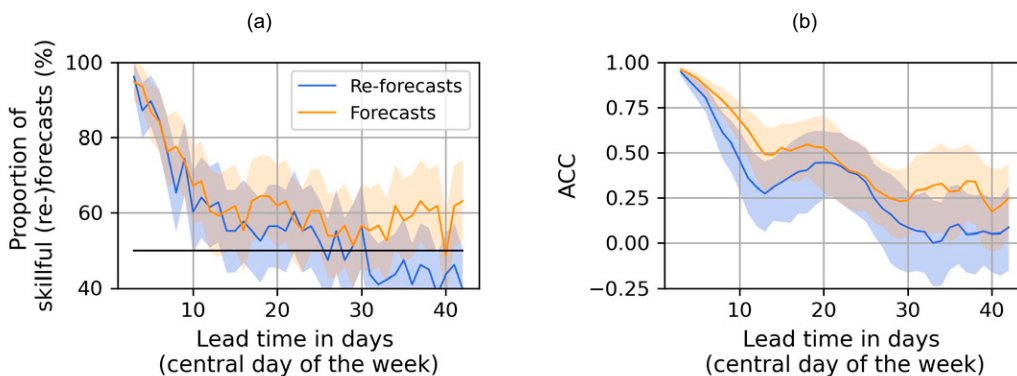 (a)
Proportion of
skillful (re-)forecasts (%)
100
80
60
40
Re-forecasts
Forecasts
10
20
30
40
Lead time in days
(central day of the week)
(b)
ACC
1.00
0.75
0.50
0.25
0.00
−0.25
10
20
30
40
Lead time in days
(central day of the week)